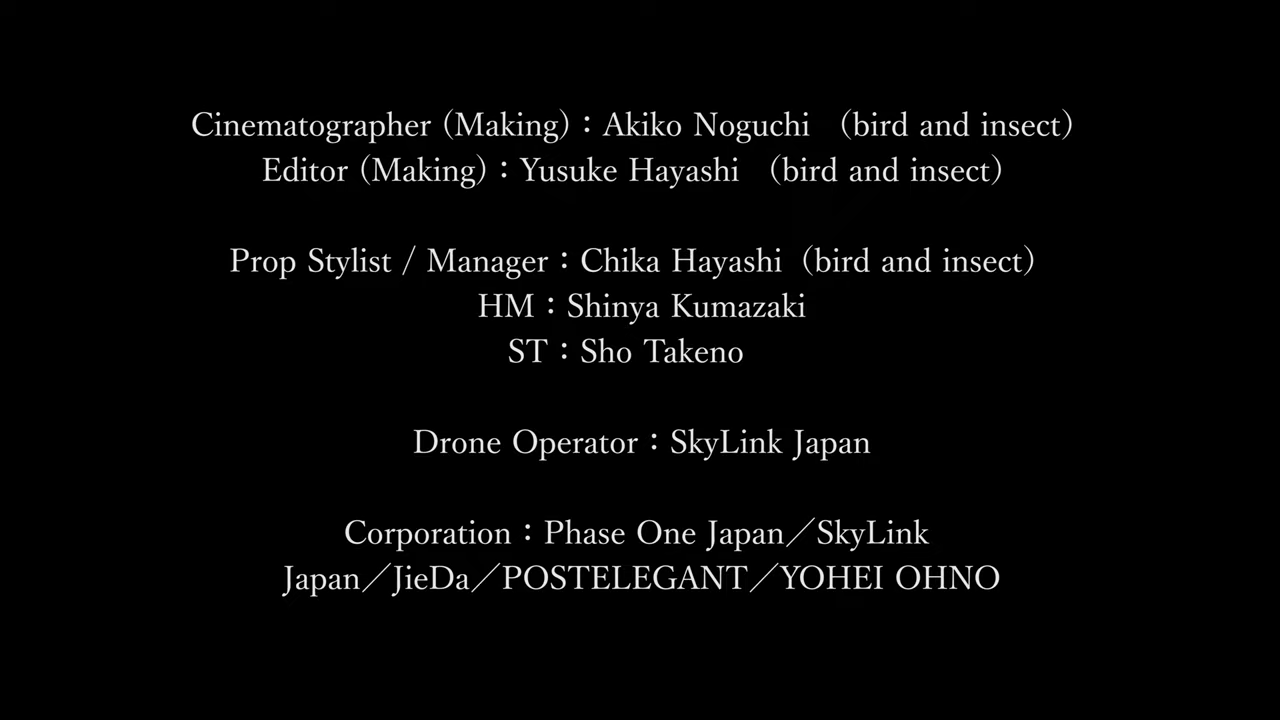 Cinematographer (Making)：Akiko Noguchi （bird and insect）
Editor (Making)：Yusuke Hayashi （bird and insect）
Prop Stylist / Manager：Chika Hayashi（bird and insect）
HM：Shinya Kumazaki
ST：Sho Takeno
Drone Operator：SkyLink Japan
Corporation：Phase One Japan／SkyLink
Japan／JieDa／POSTELEGANT／YOHEI OHNO